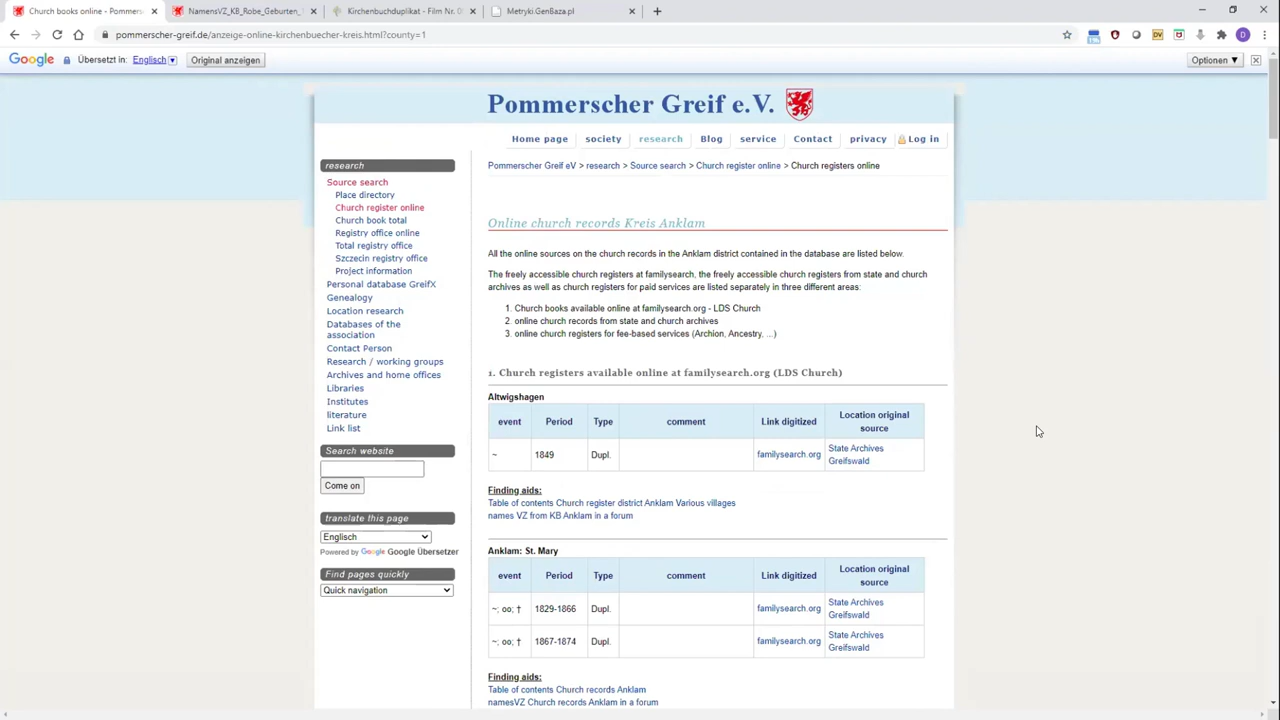 Church books online - Pommers
NamensVZ_KB_Robe_Geburten_
Kirchenbuchduplikat - Film Nr. 0
Metryki.GenBaza.pl
pommerscher-greif.de/anzeige-online-kirchenbuecher-kreis.html?county=1
Google Übersetzt in: Englisch Original anzeigen Optionen ▼
Pommerscher Greif e.V.
Home page society research Blog service Contact privacy Log in
research
Source search
Place directory
Church register online
Church book total
Registry office online
Total registry office
Szczecin registry office
Project information
Personal database GreifX
Genealogy
Location research
Databases of the
association
Contact Person
Research / working groups
Archives and home offices
Libraries
Institutes
literature
Link list
Search website
Come on
translate this page
Englisch
Powered by Google Google Übersetzer
Find pages quickly
Quick navigation
Pommerscher Greif eV > research > Source search > Church register online > Church registers online
Online church records Kreis Anklam
All the online sources on the church records in the Anklam district contained in the database are listed below.
The freely accessible church registers at familysearch, the freely accessible church registers from state and church
archives as well as church registers for paid services are listed separately in three different areas:
1. Church books available online at familysearch.org - LDS Church
2. online church records from state and church archives
3. online church registers for fee-based services (Archion, Ancestry, ...)
1. Church registers available online at familysearch.org (LDS Church)
Altwigshagen
event Period Type comment Link digitized Location original
source
~ 1849 Dupl. familysearch.org State Archives
Greifswald
Finding aids:
Table of contents Church register district Anklam Various villages
names VZ from KB Anklam in a forum
Anklam: St. Mary
event Period Type comment Link digitized Location original
source
~; oo; † 1829-1866 Dupl. familysearch.org State Archives
Greifswald
~; oo; † 1867-1874 Dupl. familysearch.org State Archives
Greifswald
Finding aids:
Table of contents Church records Anklam
namesVZ Church records Anklam in a forum